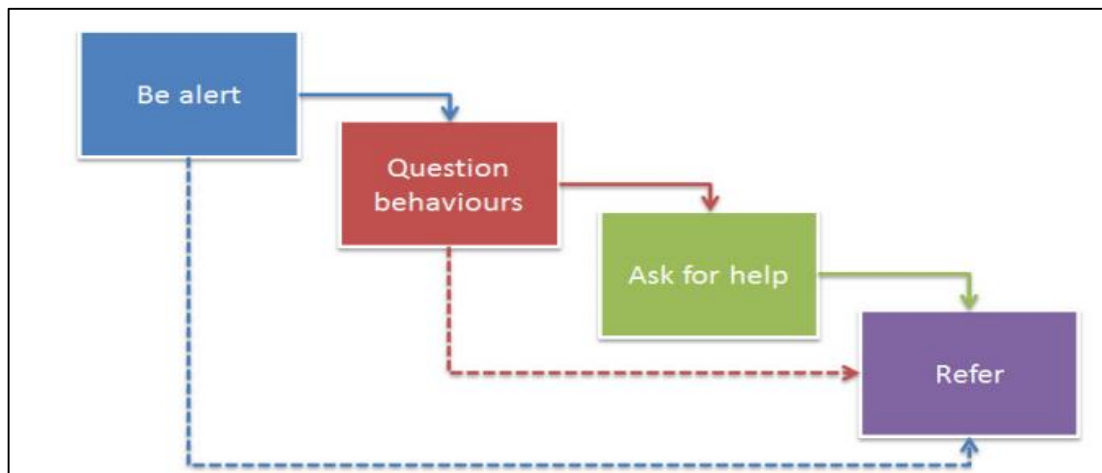 Be alert
Question
behaviours
Ask for help
Refer